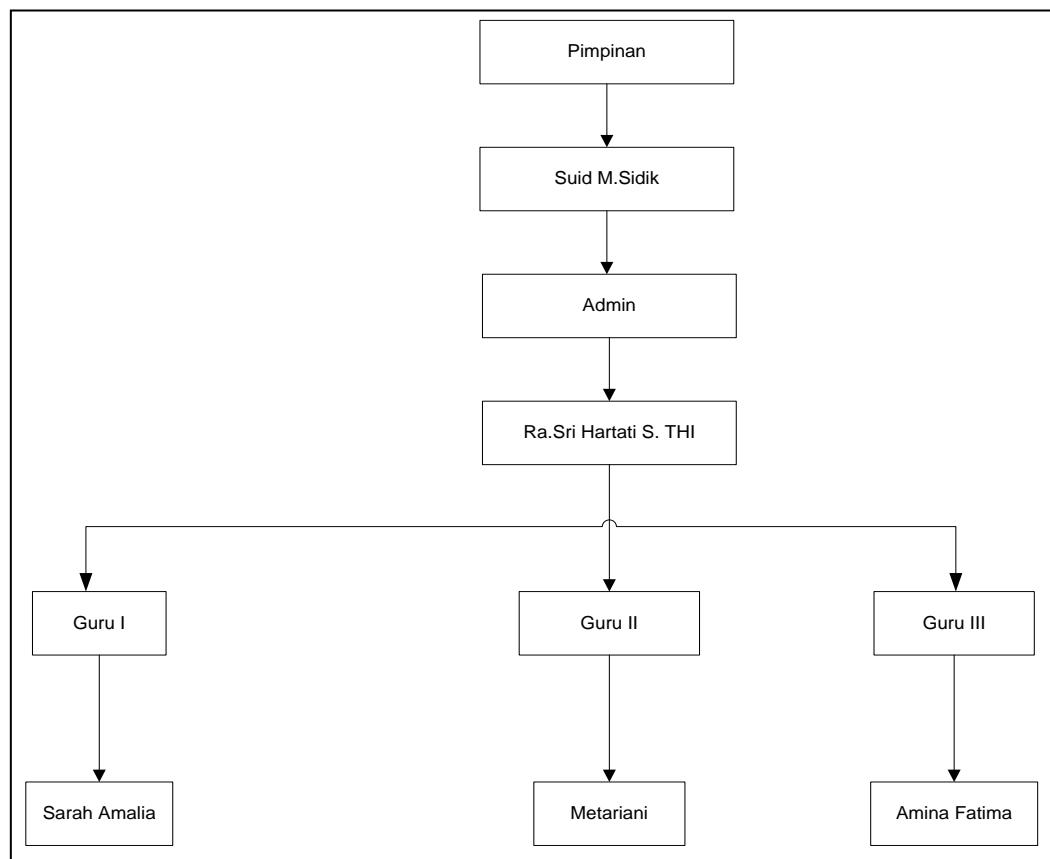 Pimpinan
Suid M.Sidik
Admin
Ra.Sri Hartati S. THI
Guru I
Guru II
Guru III
Sarah Amalia
Metariani
Amina Fatima